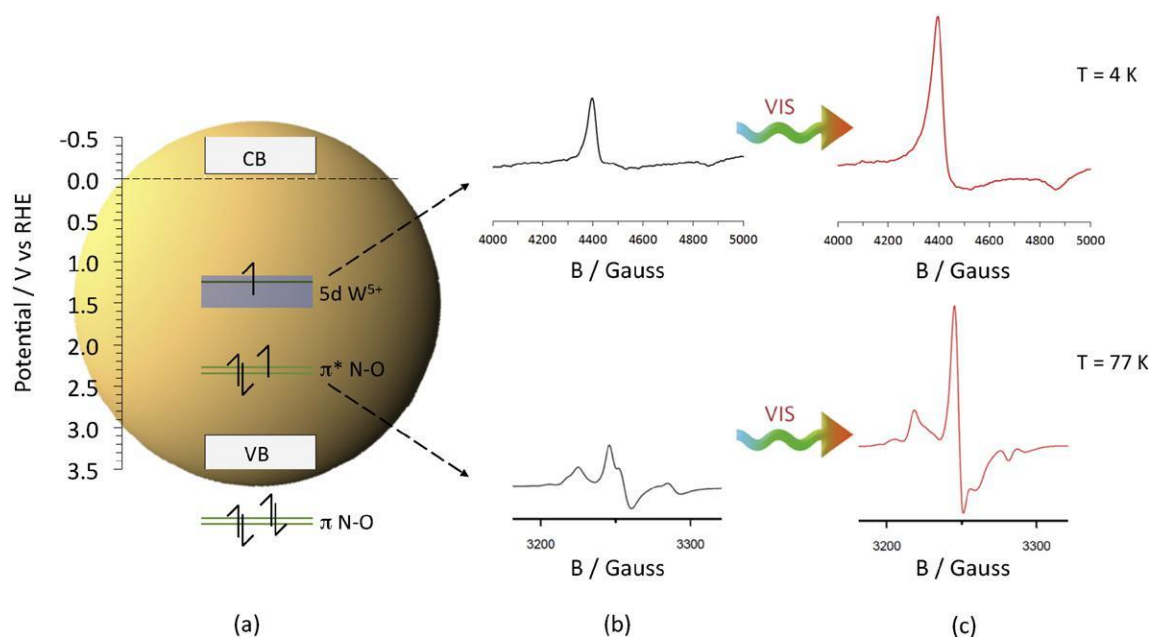 Potential / V vs RHE
-0.5
0.0
0.5
1.0
1.5
2.0
2.5
3.0
3.5
CB
5d W⁵⁺
π* N-O
VB
π N-O
(a)
4000 4200 4400 4600 4800 5000
B / Gauss
3200 3300
B / Gauss
(b)
VIS
VIS
T = 4 K
4000 4200 4400 4600 4800 5000
B / Gauss
T = 77 K
3200 3300
B / Gauss
(c)